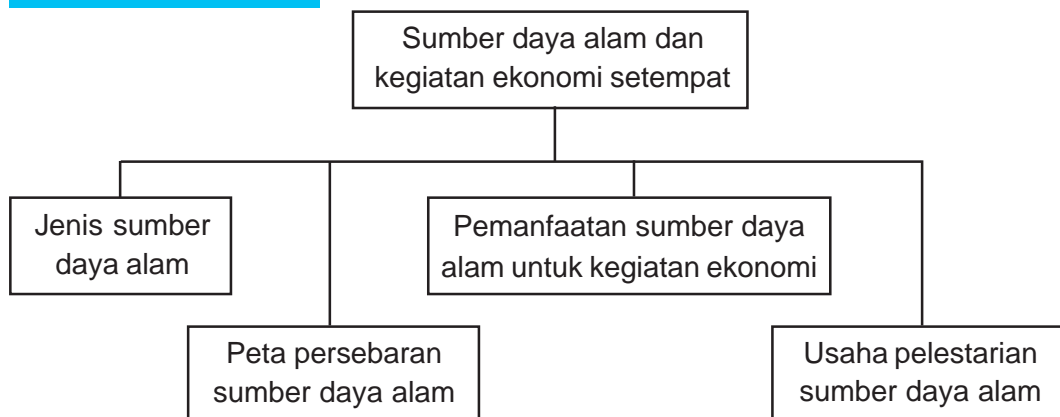 Sumber daya alam dan
kegiatan ekonomi setempat
Jenis sumber
daya alam
Pemanfaatan sumber daya
alam untuk kegiatan ekonomi
Peta persebaran
sumber daya alam
Usaha pelestarian
sumber daya alam